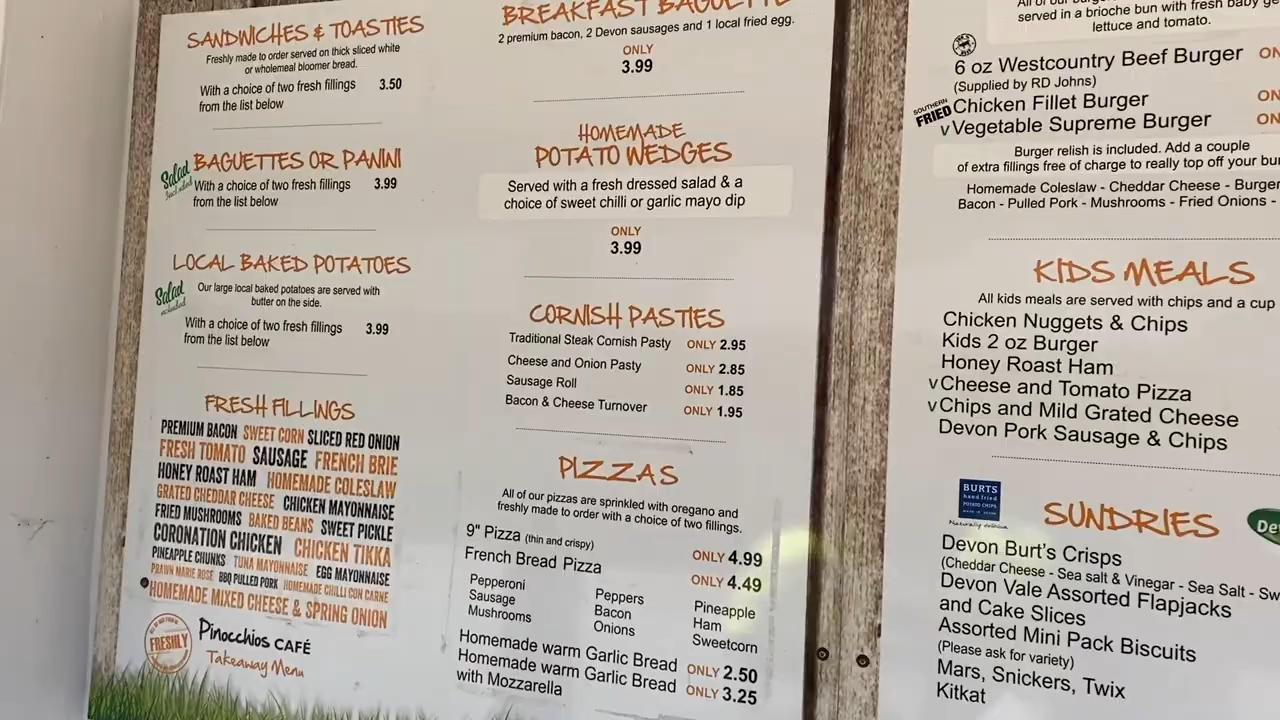 SANDWICHES & TOASTIES
Freshly made to order served on thick sliced white
or wholemeal bloomer bread.
With a choice of two fresh fillings 3.50
from the list below
Salad
included
BAGUETTES OR PANINI
With a choice of two fresh fillings 3.99
from the list below
LOCAL BAKED POTATOES
Salad
included
Our large local baked potatoes are served with
butter on the side.
With a choice of two fresh fillings 3.99
from the list below
FRESH FILLINGS
PREMIUM BACON SWEET CORN SLICED RED ONION
FRESH TOMATO SAUSAGE FRENCH BRIE
HONEY ROAST HAM HOMEMADE COLESLAW
GRATED CHEDDAR CHEESE CHICKEN MAYONNAISE
FRIED MUSHROOMS BAKED BEANS SWEET PICKLE
CORONATION CHICKEN CHICKEN TIKKA
PINEAPPLE CHUNKS TUNA MAYONNAISE EGG MAYONNAISE
PRAWN MARIE ROSE BBQ PULLED PORK HOMEMADE CHILLI CON CARNE
HOMEMADE MIXED CHEESE & SPRING ONION
FRESHLY
Pinocchios CAFÉ
Takeaway Menu
BREAKFAST BAGUETTE
2 premium bacon, 2 Devon sausages and 1 local fried egg.
ONLY
3.99
HOMEMADE
POTATO WEDGES
Served with a fresh dressed salad & a
choice of sweet chilli or garlic mayo dip
ONLY
3.99
CORNISH PASTIES
Traditional Steak Cornish Pasty ONLY 2.95
Cheese and Onion Pasty ONLY 2.85
Sausage Roll ONLY 1.85
Bacon & Cheese Turnover ONLY 1.95
PIZZAS
All of our pizzas are sprinkled with oregano and
freshly made to order with a choice of two fillings.
9" Pizza (thin and crispy) ONLY 4.99
French Bread Pizza ONLY 4.49
Pepperoni Peppers Pineapple
Sausage Bacon Ham
Mushrooms Onions Sweetcorn
Homemade warm Garlic Bread ONLY 2.50
Homemade warm Garlic Bread ONLY 3.25
with Mozzarella
served in a brioche bun with fresh baby
lettuce and tomato.
6 oz Westcountry Beef Burger
(Supplied by RD Johns)
SOUTHERN
FRIED
Chicken Fillet Burger
V Vegetable Supreme Burger
Burger relish is included. Add a couple
of extra fillings free of charge to really top off your
Homemade Coleslaw - Cheddar Cheese - Burger
Bacon - Pulled Pork - Mushrooms - Fried Onions -
KIDS MEALS
All kids meals are served with chips and a cup
Chicken Nuggets & Chips
Kids 2 oz Burger
Honey Roast Ham
V Cheese and Tomato Pizza
V Chips and Mild Grated Cheese
Devon Pork Sausage & Chips
BURTS
hand fried
POTATO CHIPS
Naturally delicious
SUNDRIES
Devon Burt's Crisps
(Cheddar Cheese - Sea salt & Vinegar - Sea Salt -
Devon Vale Assorted Flapjacks
and Cake Slices
Assorted Mini Pack Biscuits
(Please ask for variety)
Mars, Snickers, Twix
Kitkat